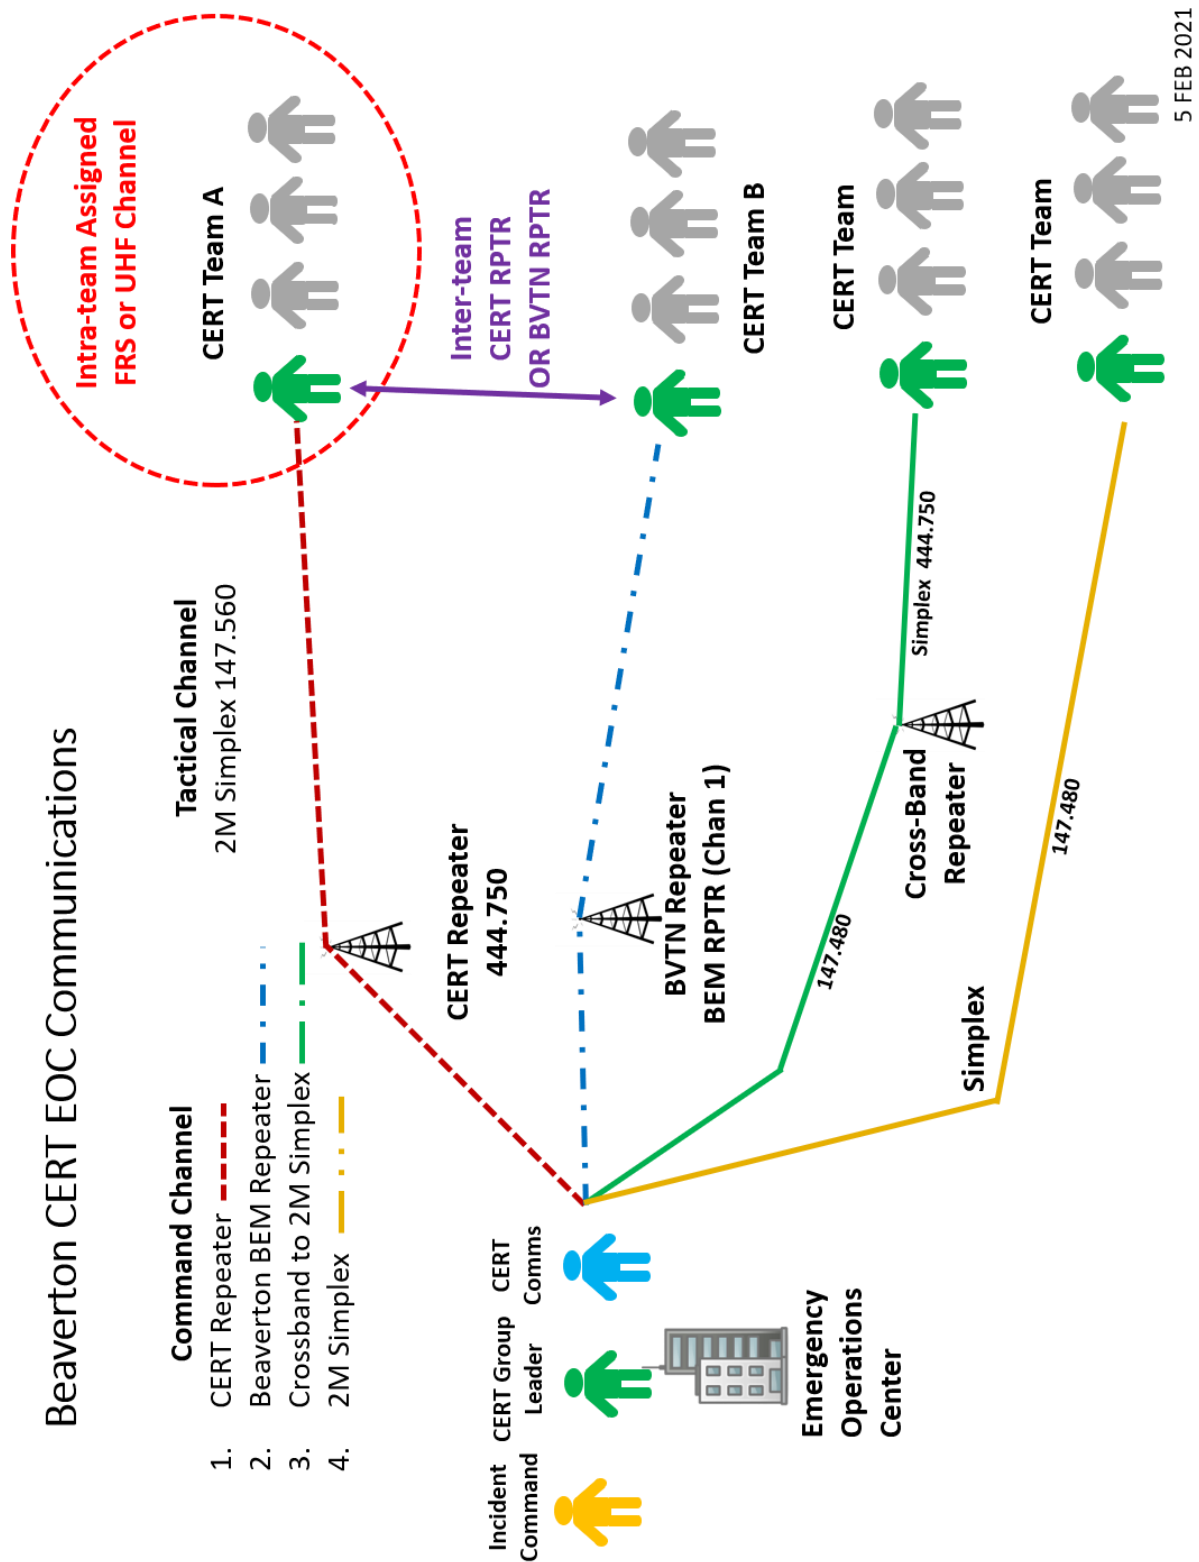 Beaverton CERT EOC Communications
Command Channel
1. CERT Repeater
2. Beaverton BEM Repeater
3. Crossband to 2M Simplex
4. 2M Simplex
Tactical Channel
2M Simplex 147.560
Intra-team Assigned
FRS or UHF Channel
CERT Team A
Inter-team
CERT RPTR
OR BVTN RPTR
CERT Repeater
444.750
Incident
Command
CERT Group
Leader
CERT
Comms
Emergency
Operations
Center
BVTN Repeater
BEM RPTR (Chan 1)
CERT Team B
147.480
Cross-Band
Repeater
Simplex 444.750
CERT Team
Simplex
147.480
CERT Team
5 FEB 2021